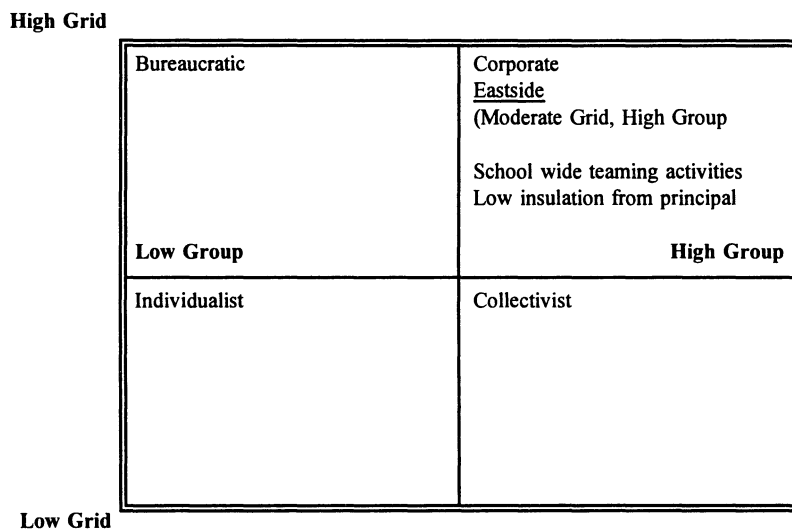 High Grid
Bureaucratic
Corporate
Eastside
(Moderate Grid, High Group
School wide teaming activities
Low insulation from principal
Low Group
High Group
Individualist
Collectivist
Low Grid